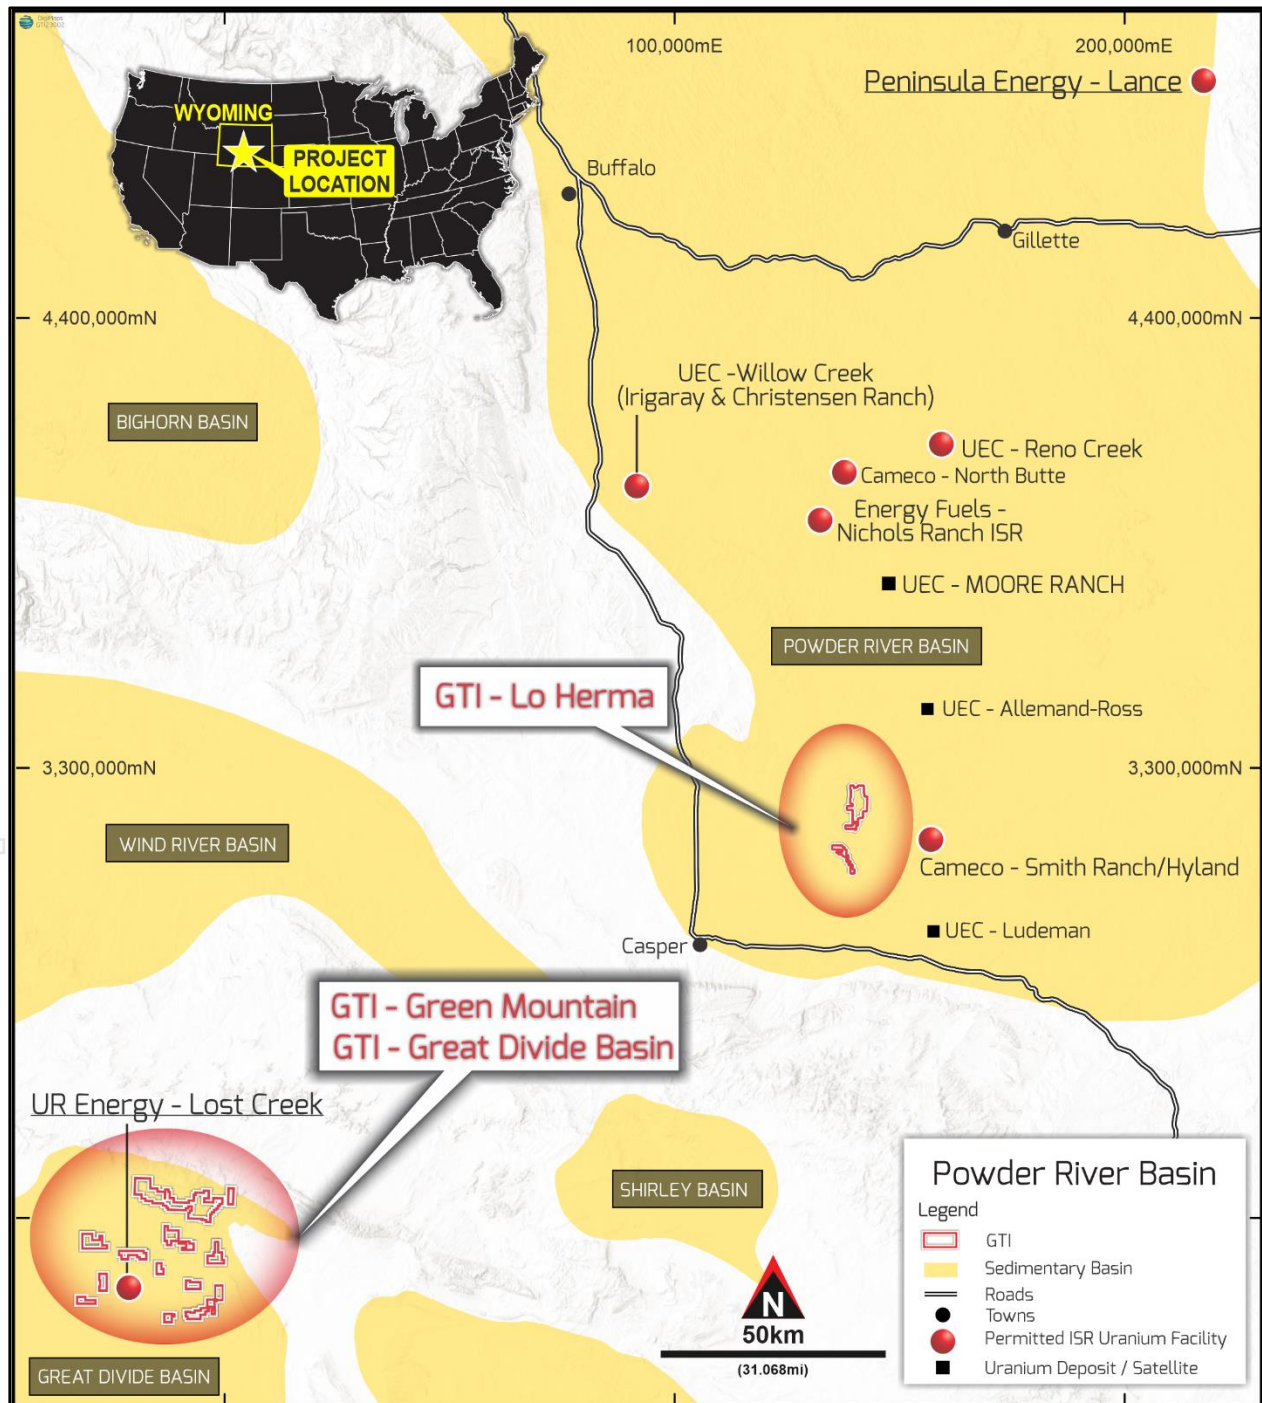 DigiMaps
100,000mE
200,000mE
Peninsula Energy - Lance
WYOMING
PROJECT
LOCATION
Buffalo
Gillette
4,400,000mN
4,400,000mN
UEC -Willow Creek
(Irigaray & Christensen Ranch)
BIGHORN BASIN
UEC - Reno Creek
Cameco - North Butte
Energy Fuels -
Nichols Ranch ISR
UEC - MOORE RANCH
POWDER RIVER BASIN
GTI - Lo Herma
UEC - Allemand-Ross
3,300,000mN
3,300,000mN
WIND RIVER BASIN
Cameco - Smith Ranch/Hyland
UEC - Ludeman
Casper
GTI - Green Mountain
GTI - Great Divide Basin
UR Energy - Lost Creek
SHIRLEY BASIN
GREAT DIVIDE BASIN
N
50km
(31.068mi)
Powder River Basin
Legend
GTI
Sedimentary Basin
Roads
Towns
Permitted ISR Uranium Facility
Uranium Deposit / Satellite